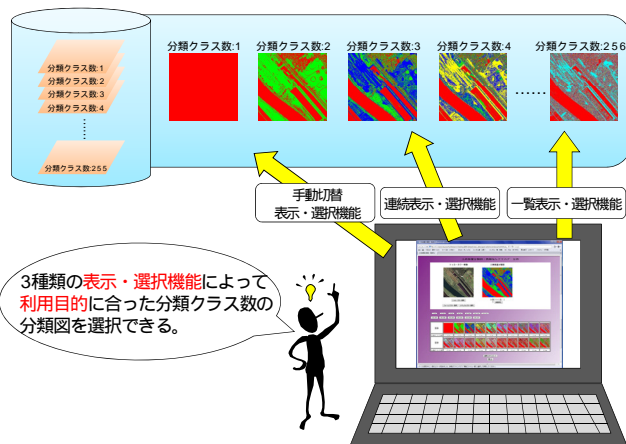 分類クラス数:1
分類クラス数:2
分類クラス数:3
分類クラス数:4
……
分類クラス数:256
分類クラス数:1
分類クラス数:2
分類クラス数:3
分類クラス数:4
……
分類クラス数:255
手動切替
表示・選択機能
連続表示・選択機能
一覧表示・選択機能
3種類の表示・選択機能によって
利用目的に合った分類クラス数の
分類図を選択できる。